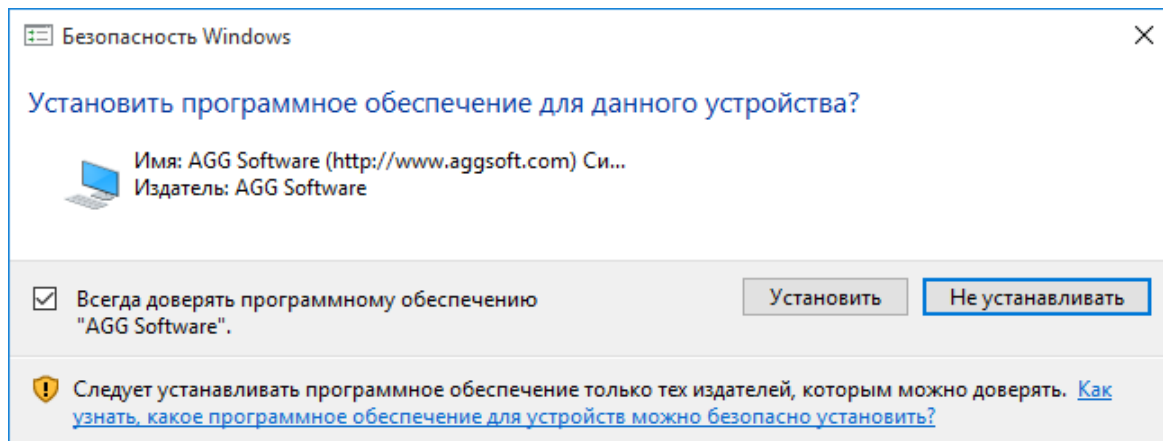 Безопасность Windows
Установить программное обеспечение для данного устройства?
Имя: AGG Software (http://www.aggsoft.com) Си...
Издатель: AGG Software
Всегда доверять программному обеспечению
"AGG Software".
Установить
Не устанавливать
Следует устанавливать программное обеспечение только тех издателей, которым можно доверять. Как
узнать, какое программное обеспечение для устройств можно безопасно установить?